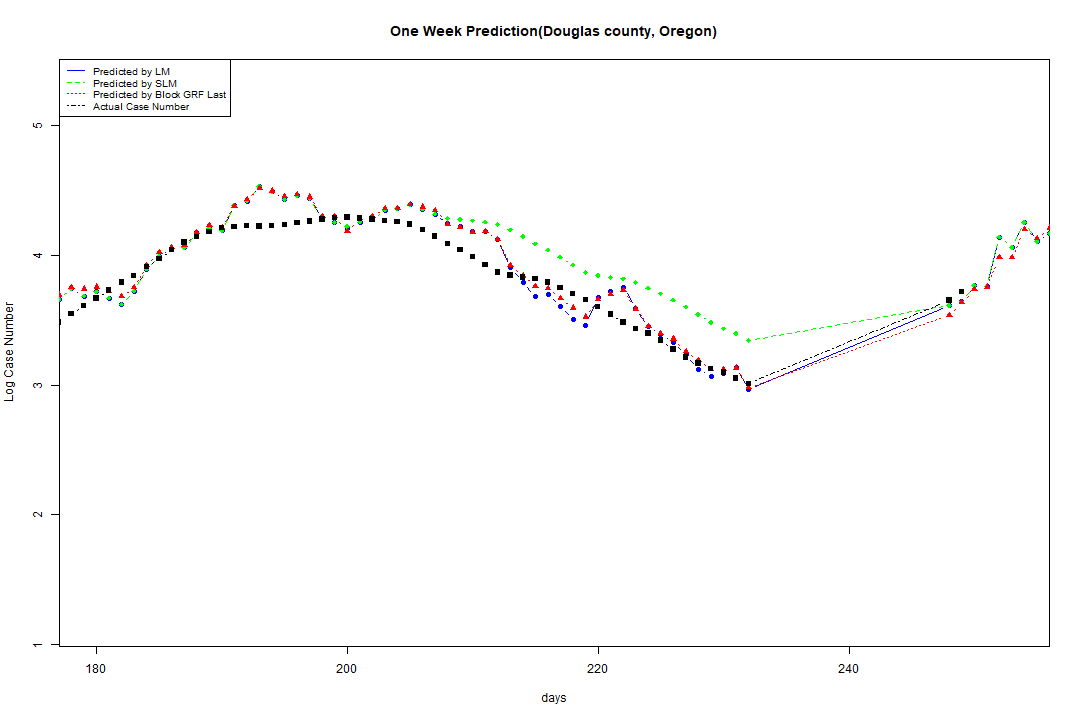 One Week Prediction(Douglas county, Oregon)
Predicted by LM
Predicted by SLM
Predicted by Block GRF Last
Actual Case Number
5
4
3
2
1
Log Case Number
180 200 220 240
days